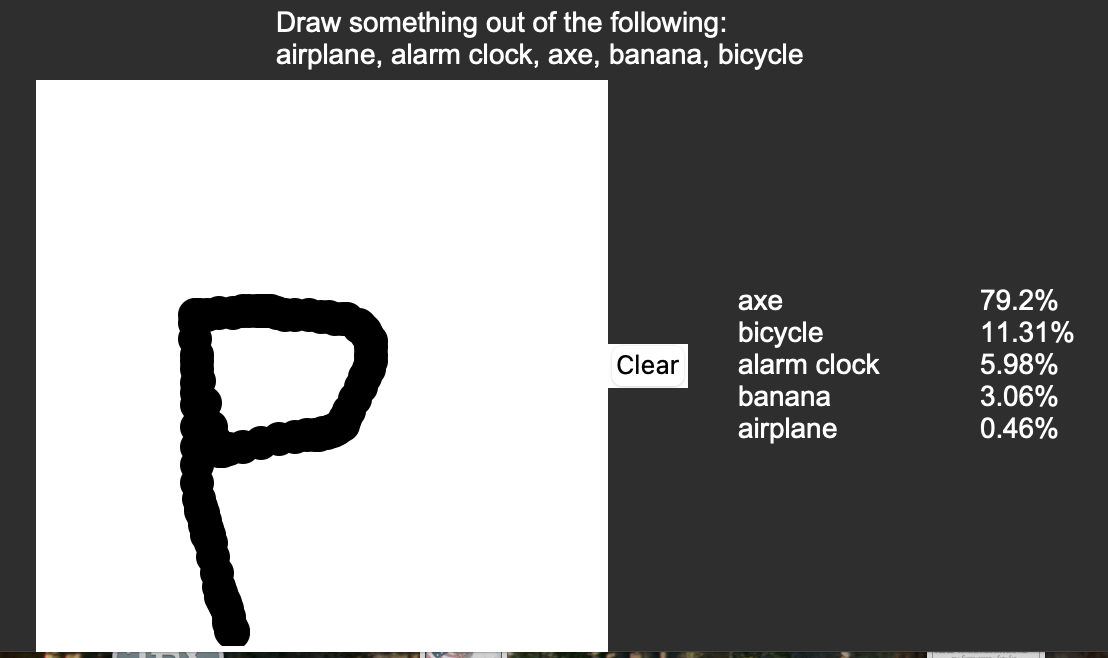 Draw something out of the following:
airplane, alarm clock, axe, banana, bicycle
Clear
axe 79.2%
bicycle 11.31%
alarm clock 5.98%
banana 3.06%
airplane 0.46%